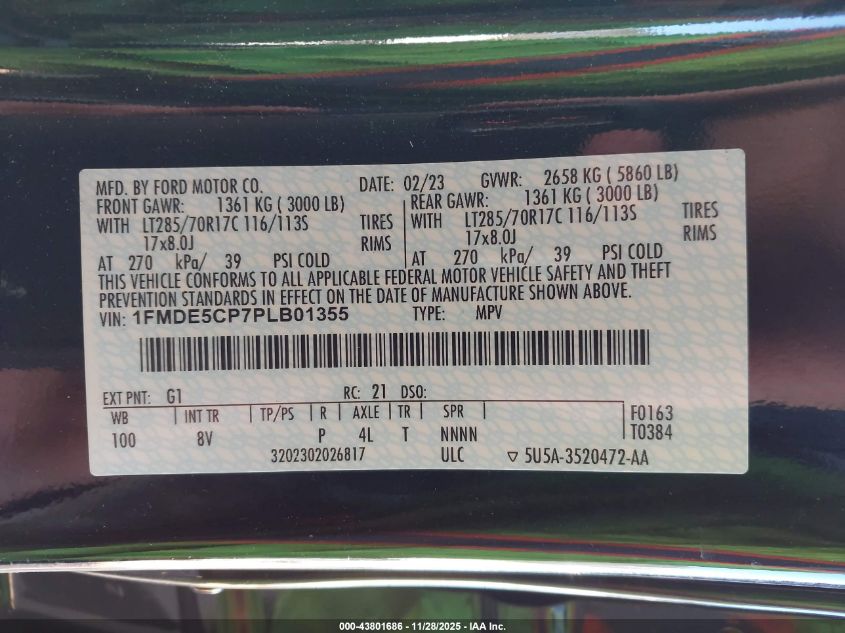 MFD. BY FORD MOTOR CO. DATE: 02/23 GVWR: 2658 KG ( 5860 LB)
FRONT GAWR: 1361 KG ( 3000 LB) REAR GAWR: 1361 KG ( 3000 LB)
WITH LT285/70R17C 116/113S TIRES WITH LT285/70R17C 116/113S TIRES
17x8.0J RIMS 17x8.0J RIMS
AT 270 kPa/ 39 PSI COLD AT 270 kPa/ 39 PSI COLD
THIS VEHICLE CONFORMS TO ALL APPLICABLE FEDERAL MOTOR VEHICLE SAFETY AND THEFT
PREVENTION STANDARDS IN EFFECT ON THE DATE OF MANUFACTURE SHOWN ABOVE.
VIN: 1FMDE5CP7PLB01355 TYPE: MPV
EXT PNT: G1 RC: 21 DSO:
WB INT TR TP/PS R AXLE TR SPR F0163
100 8V P 4L T NNNN T0384
3202302026817 ULC ▽ 5U5A-3520472-AA
000-43801686 - 11/28/2025 - IAA Inc.